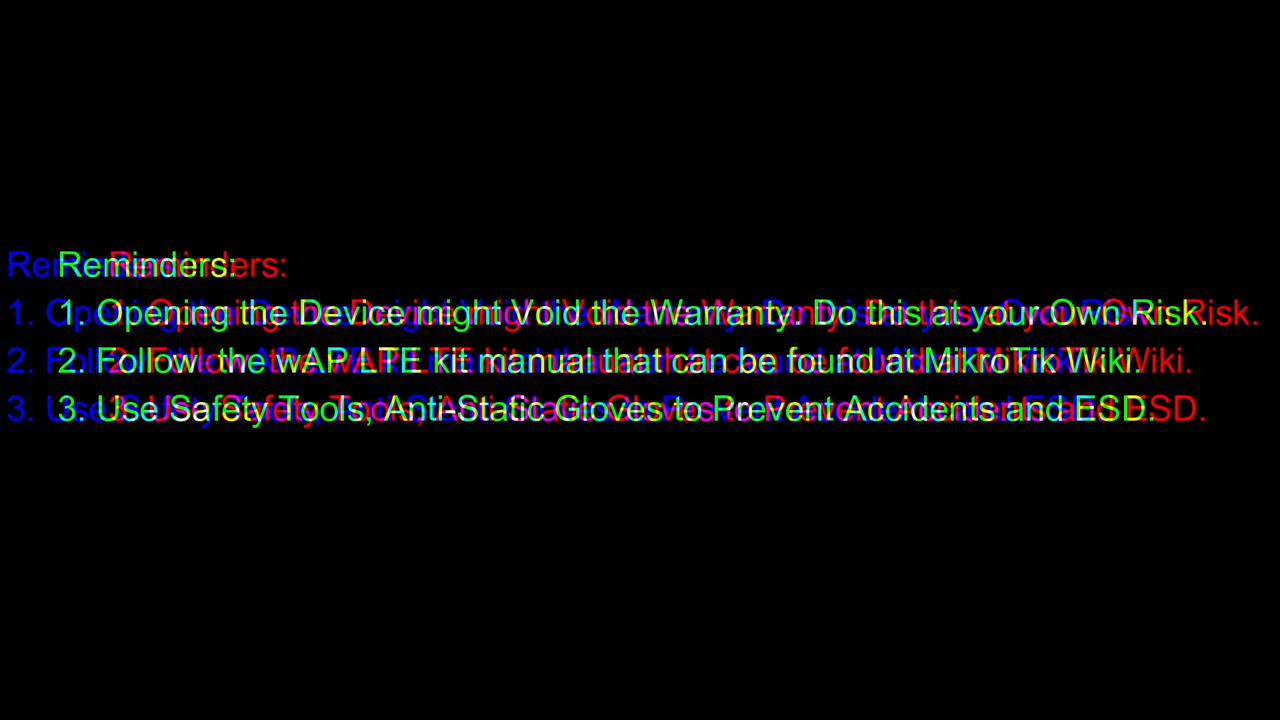 Reminders:
1. Opening the Device might Void the Warranty. Do this at your Own Risk.
2. Follow the wAP LTE kit manual that can be found at MikroTik Wiki.
3. Use Safety Tools, Anti-Static Gloves to Prevent Accidents and ESD.